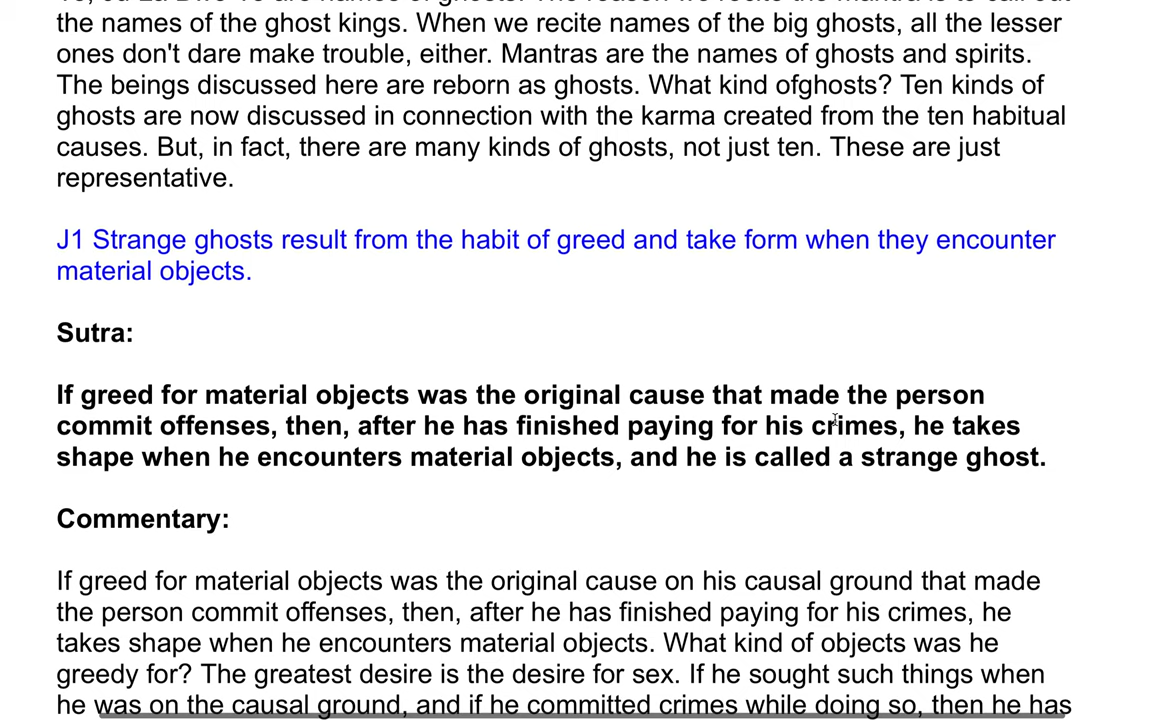 the names of the ghost kings. When we recite names of the big ghosts, all the lesser
ones don't dare make trouble, either. Mantras are the names of ghosts and spirits.
The beings discussed here are reborn as ghosts. What kind ofghosts? Ten kinds of
ghosts are now discussed in connection with the karma created from the ten habitual
causes. But, in fact, there are many kinds of ghosts, not just ten. These are just
representative.
J1 Strange ghosts result from the habit of greed and take form when they encounter
material objects.
Sutra:
If greed for material objects was the original cause that made the person
commit offenses, then, after he has finished paying for his crimes, he takes
shape when he encounters material objects, and he is called a strange ghost.
Commentary:
If greed for material objects was the original cause on his causal ground that made
the person commit offenses, then, after he has finished paying for his crimes, he
takes shape when he encounters material objects. What kind of objects was he
greedy for? The greatest desire is the desire for sex. If he sought such things when
he was on the causal ground, and if he committed crimes while doing so, then he has